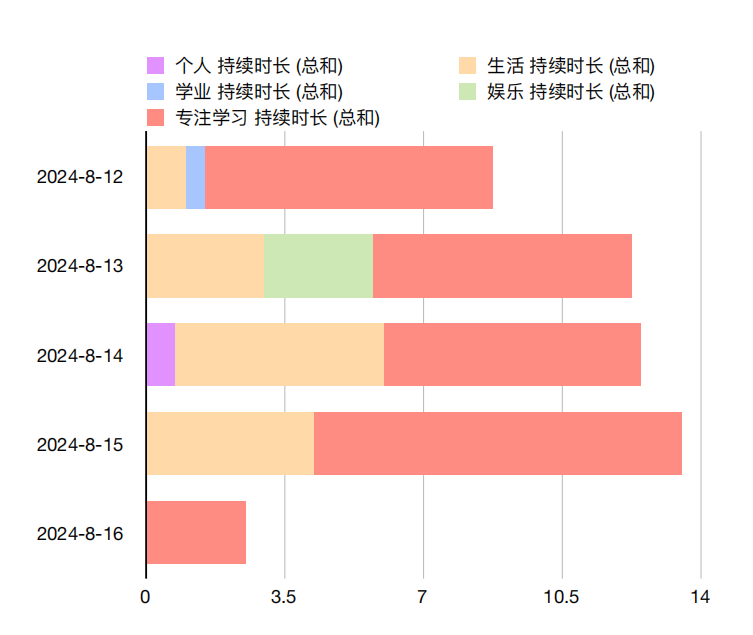 个人 持续时长 (总和)
生活 持续时长 (总和)
学业 持续时长 (总和)
娱乐 持续时长 (总和)
专注学习 持续时长 (总和)
2024-8-12
2024-8-13
2024-8-14
2024-8-15
2024-8-16
0 3.5 7 10.5 14